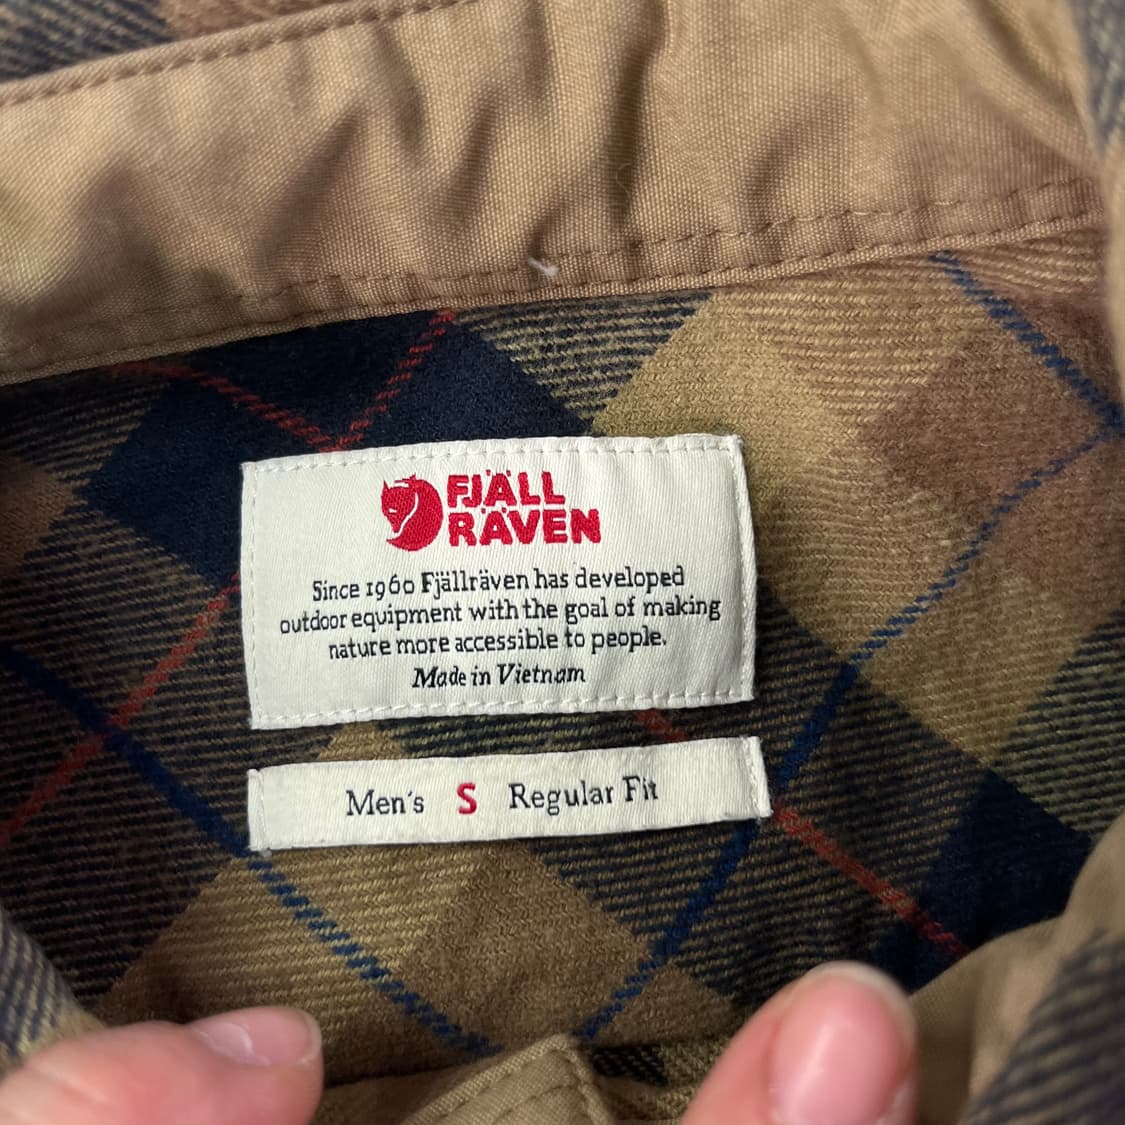 FJÄLL
RÄVEN
Since 1960 Fjällräven has developed
outdoor equipment with the goal of making
nature more accessible to people.
Made in Vietnam
Men's S Regular Fit